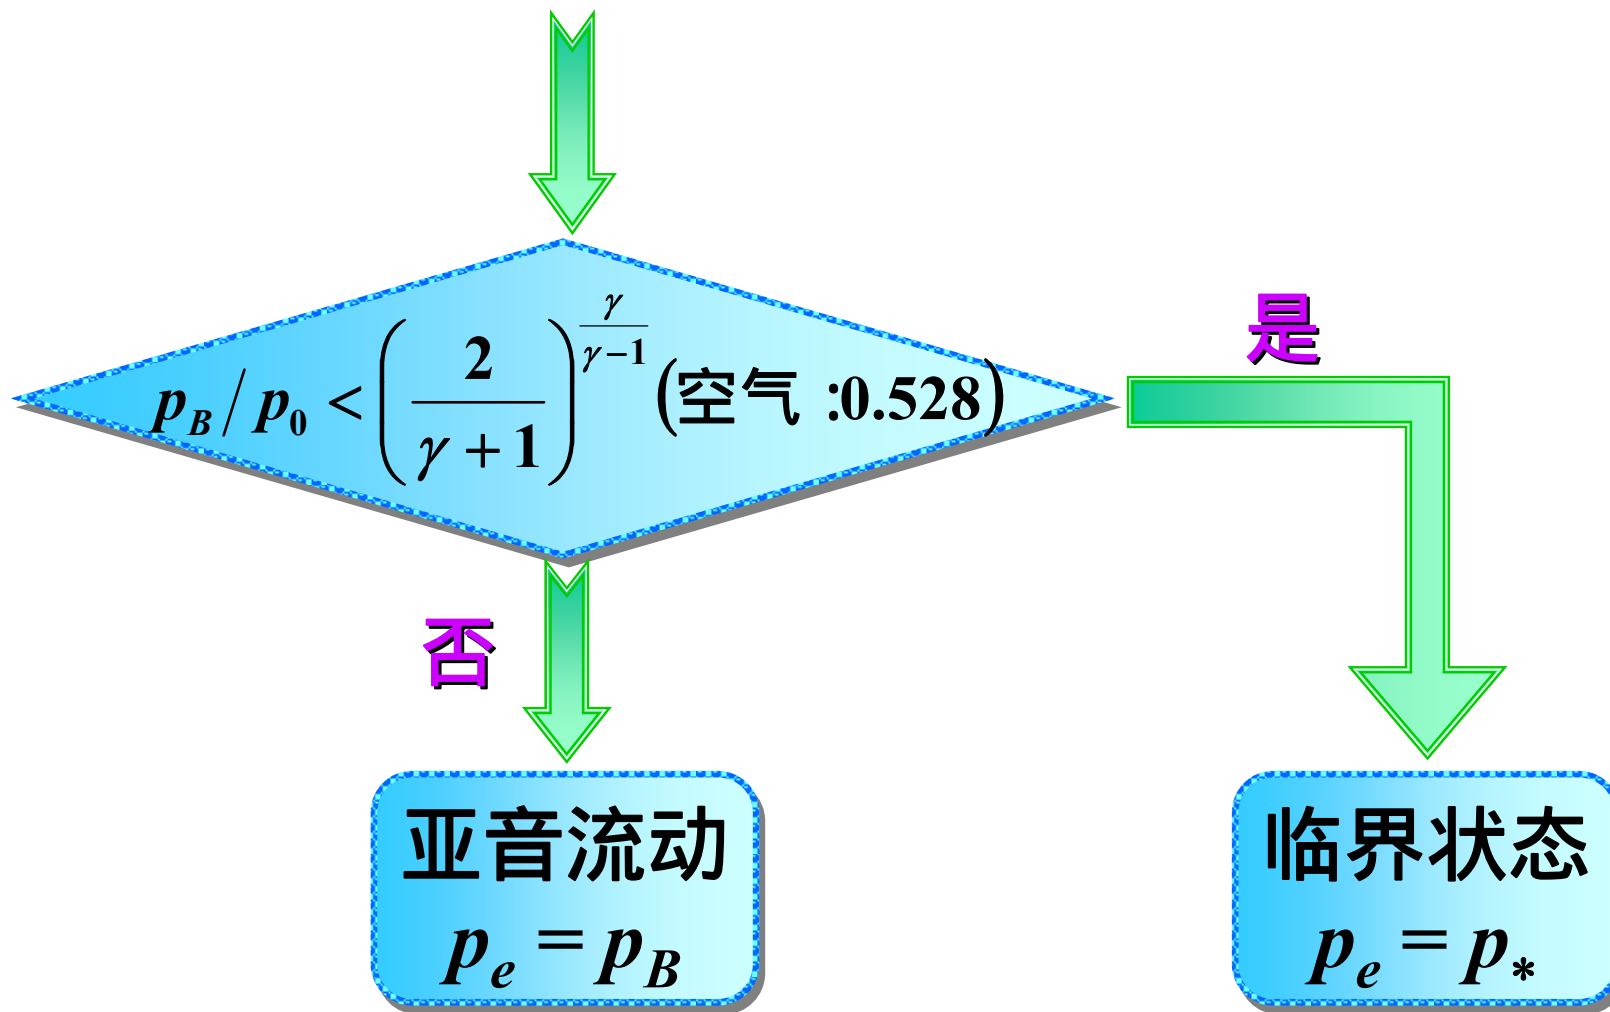 是
p_B / p_0 < (2 / (γ + 1))^(γ / (γ − 1)) (空气:0.528)
否
亚音流动
p_e = p_B
临界状态
p_e = p_*